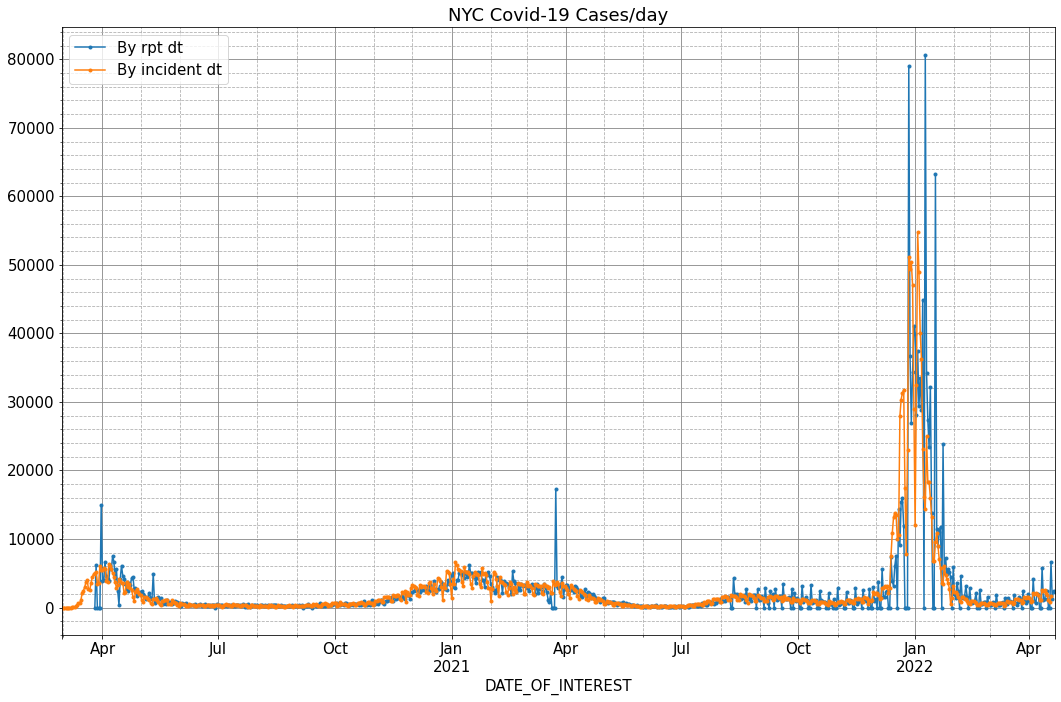 NYC Covid-19 Cases/day
By rpt dt
By incident dt
80000
70000
60000
50000
40000
30000
20000
10000
0
Apr Jul Oct Jan Apr Jul Oct Jan Apr
2021 2022
DATE_OF_INTEREST